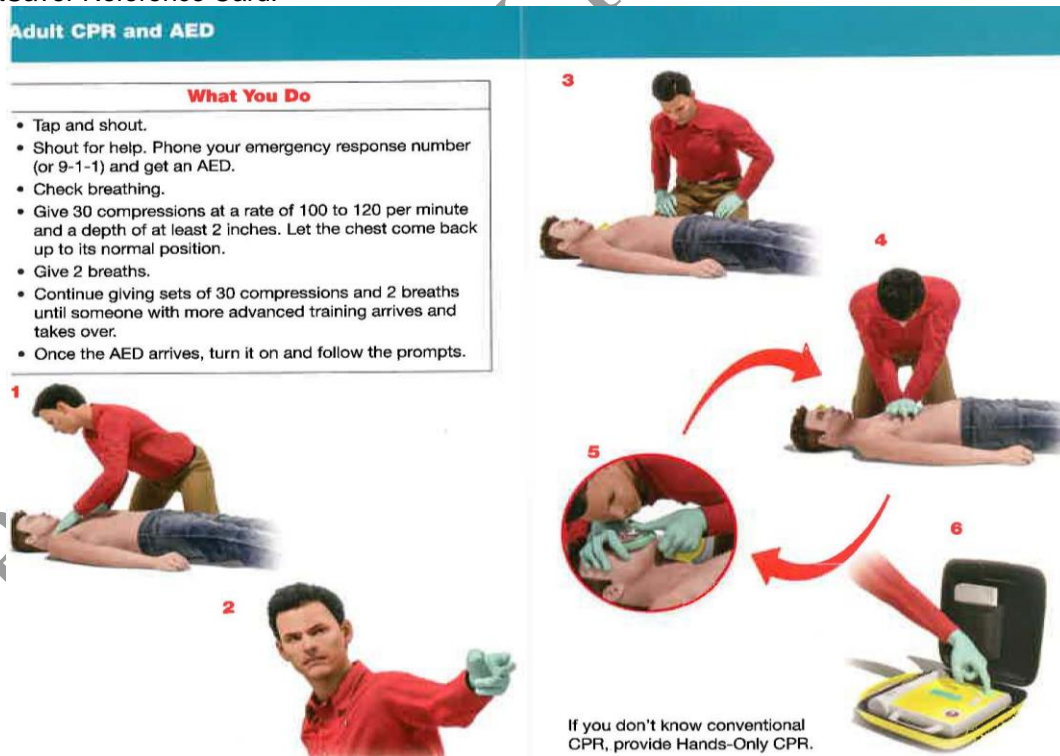 Adult CPR and AED
What You Do
• Tap and shout.
• Shout for help. Phone your emergency response number
(or 9-1-1) and get an AED.
• Check breathing.
• Give 30 compressions at a rate of 100 to 120 per minute
and a depth of at least 2 inches. Let the chest come back
up to its normal position.
• Give 2 breaths.
• Continue giving sets of 30 compressions and 2 breaths
until someone with more advanced training arrives and
takes over.
• Once the AED arrives, turn it on and follow the prompts.
1
2
3
4
5
6
If you don't know conventional
CPR, provide Hands-Only CPR.